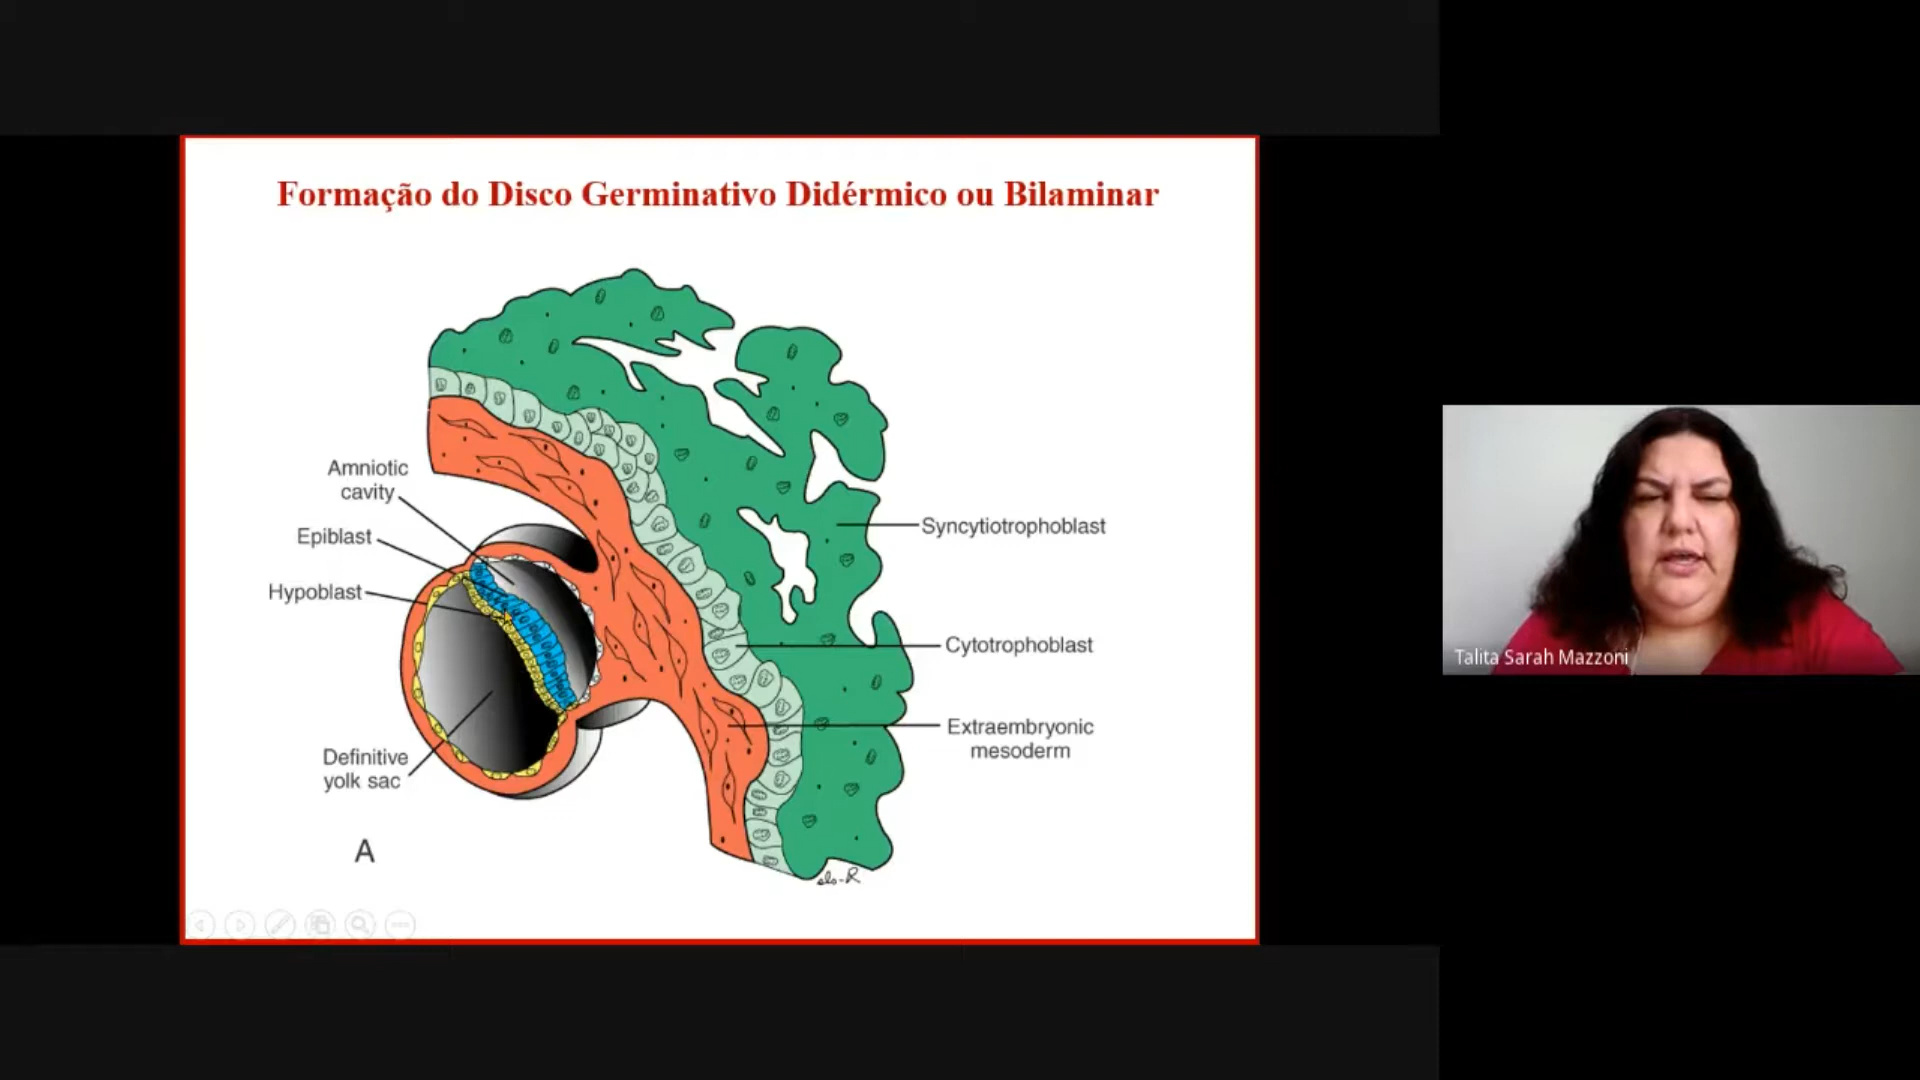 Formação do Disco Germinativo Didérmico ou Bilaminar
Amniotic
cavity
Epiblast
Hypoblast
Definitive
yolk sac
A
Syncytiotrophoblast
Cytotrophoblast
Extraembryonic
mesoderm
Talita Sarah Mazzoni